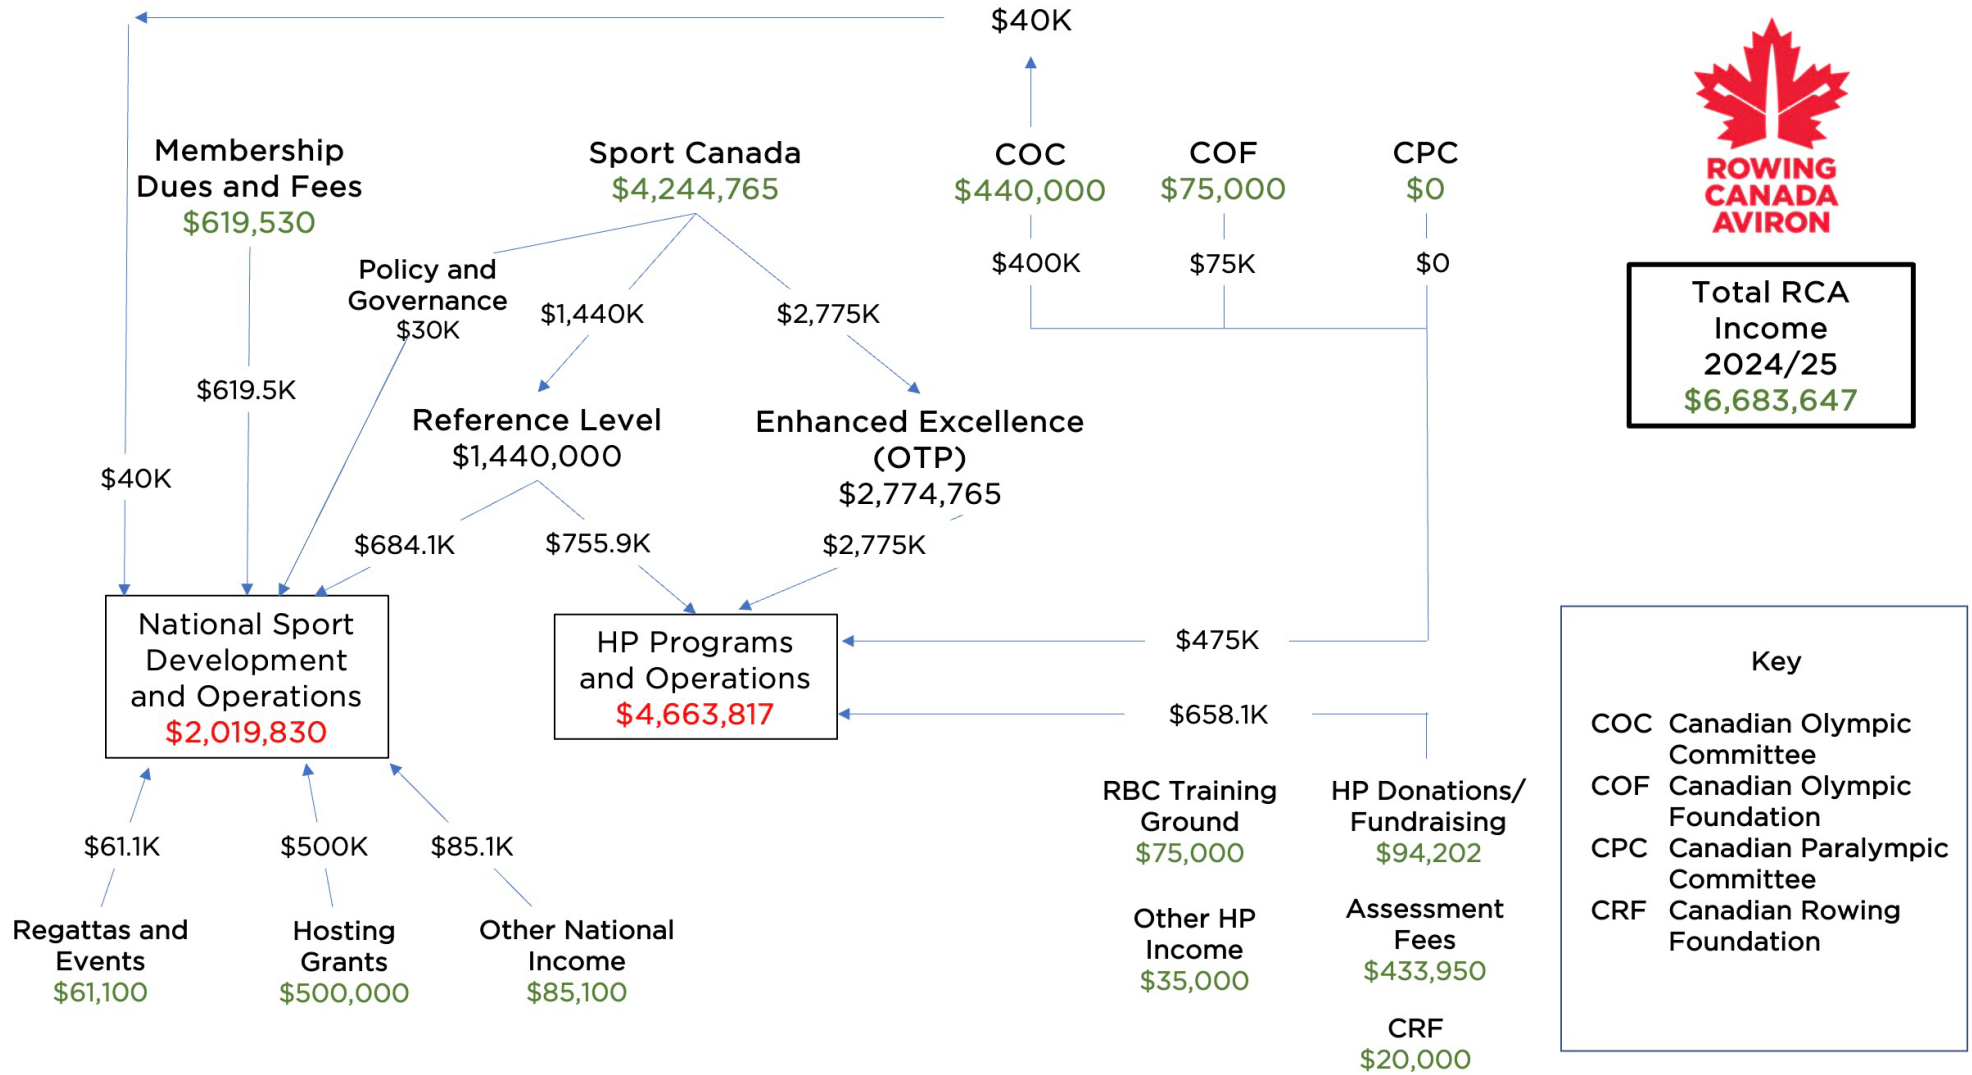 $40K
Membership
Dues and Fees
$619,530
Sport Canada
$4,244,765
COC
$440,000
COF
$75,000
CPC
$0
ROWING
CANADA
AVIRON
Policy and
Governance
$30K
$1,440K
$2,775K
$400K
$75K
$0
Total RCA
Income
2024/25
$6,683,647
$619.5K
Reference Level
$1,440,000
Enhanced Excellence
(OTP)
$2,774,765
$40K
$684.1K
$755.9K
$2,775K
National Sport
Development
and Operations
$2,019,830
HP Programs
and Operations
$4,663,817
$475K
$658.1K
$61.1K
$500K
$85.1K
Regattas and
Events
$61,100
Hosting
Grants
$500,000
Other National
Income
$85,100
RBC Training
Ground
$75,000
HP Donations/
Fundraising
$94,202
Other HP
Income
$35,000
Assessment
Fees
$433,950
CRF
$20,000
Key
COC Canadian Olympic
Committee
COF Canadian Olympic
Foundation
CPC Canadian Paralympic
Committee
CRF Canadian Rowing
Foundation